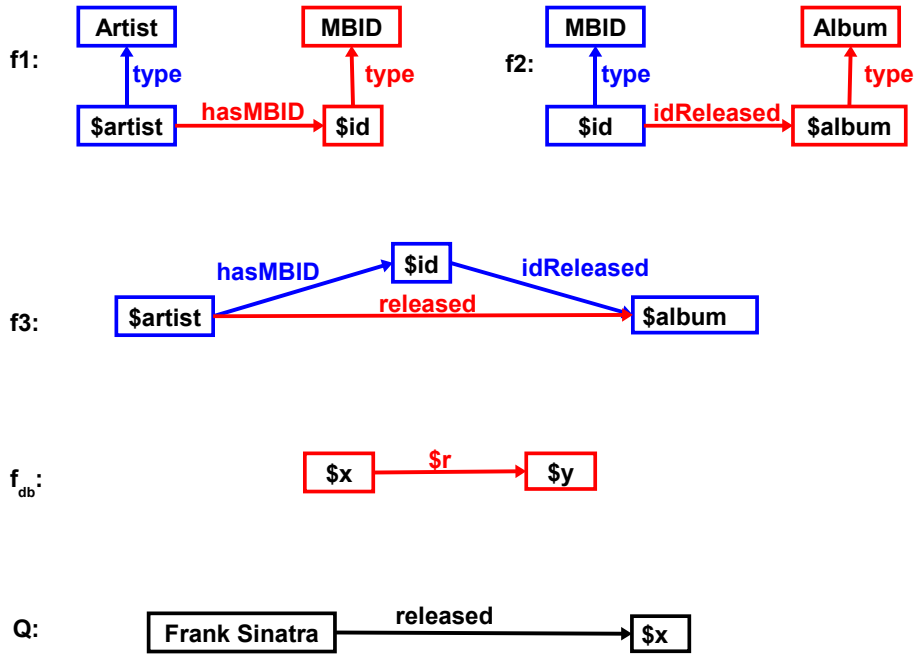 Artist MBID MBID Album
f1: type type f2: type type
$artist hasMBID $id $id idReleased $album
hasMBID $id idReleased
f3: $artist released $album
f_db: $x $r $y
Q: Frank Sinatra released $x